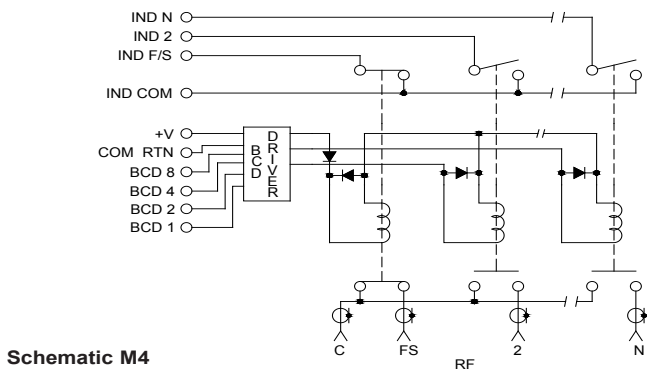 IND N
IND 2
IND F/S
IND COM
+V
COM RTN
BCD 8
BCD 4
BCD 2
BCD 1
BCD
DRIVER
C
FS
2
N
RF
Schematic M4